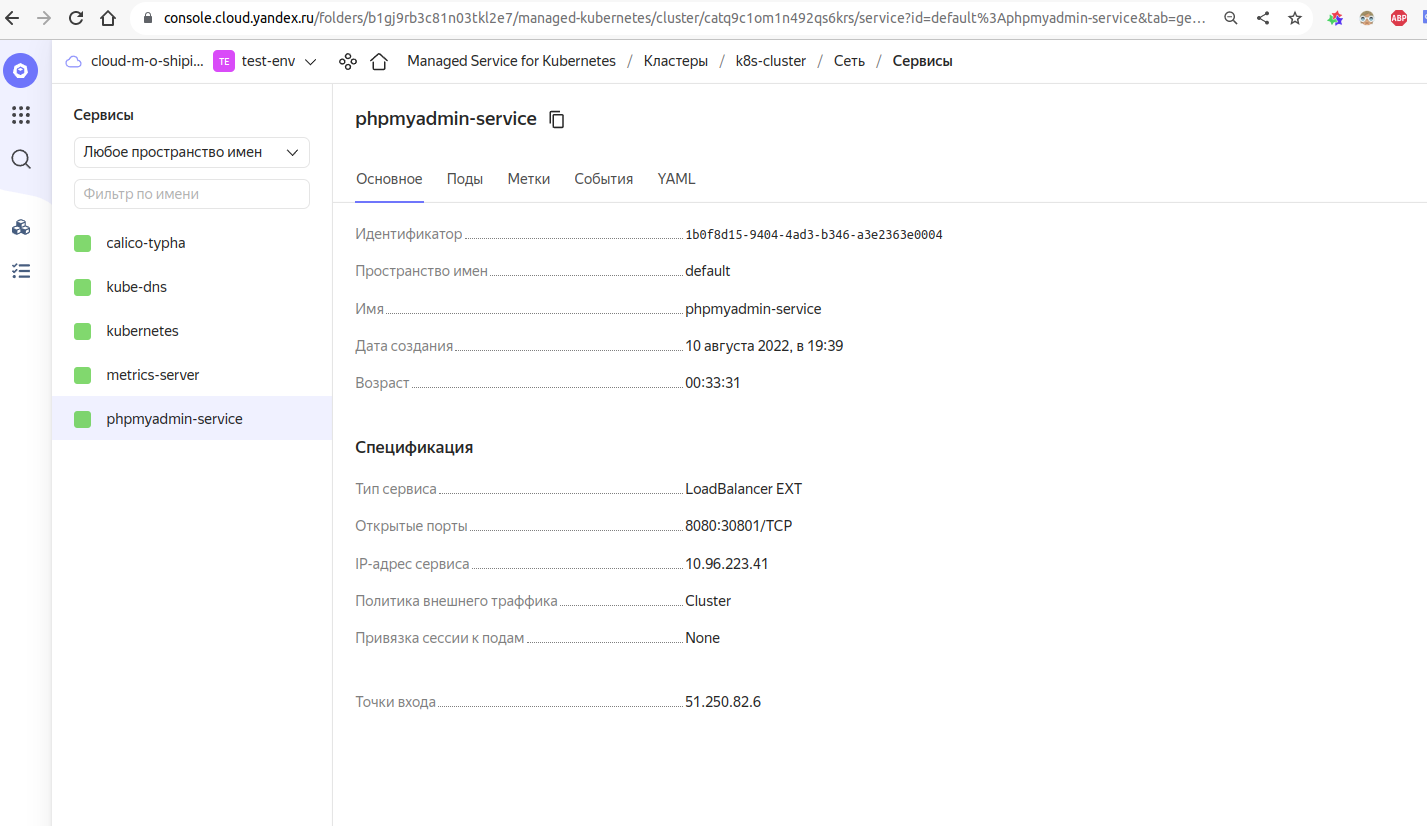 console.cloud.yandex.ru/folders/b1gj9rb3c81n03tkl2e7/managed-kubernetes/cluster/catq9c1om1n492qs6krs/service?id=default%3Aphpmyadmin-service&tab=ge...
ABP
cloud-m-o-shipi... TE test-env Managed Service for Kubernetes / Кластеры / k8s-cluster / Сеть / Сервисы
Сервисы
Любое пространство имен
Фильтр по имени
calico-typha
kube-dns
kubernetes
metrics-server
phpmyadmin-service
phpmyadmin-service
Основное Поды Метки События YAML
Идентификатор 1b0f8d15-9404-4ad3-b346-a3e2363e0004
Пространство имен default
Имя phpmyadmin-service
Дата создания 10 августа 2022, в 19:39
Возраст 00:33:31
Спецификация
Тип сервиса LoadBalancer EXT
Открытые порты 8080:30801/TCP
IP-адрес сервиса 10.96.223.41
Политика внешнего траффика Cluster
Привязка сессии к подам None
Точки входа 51.250.82.6